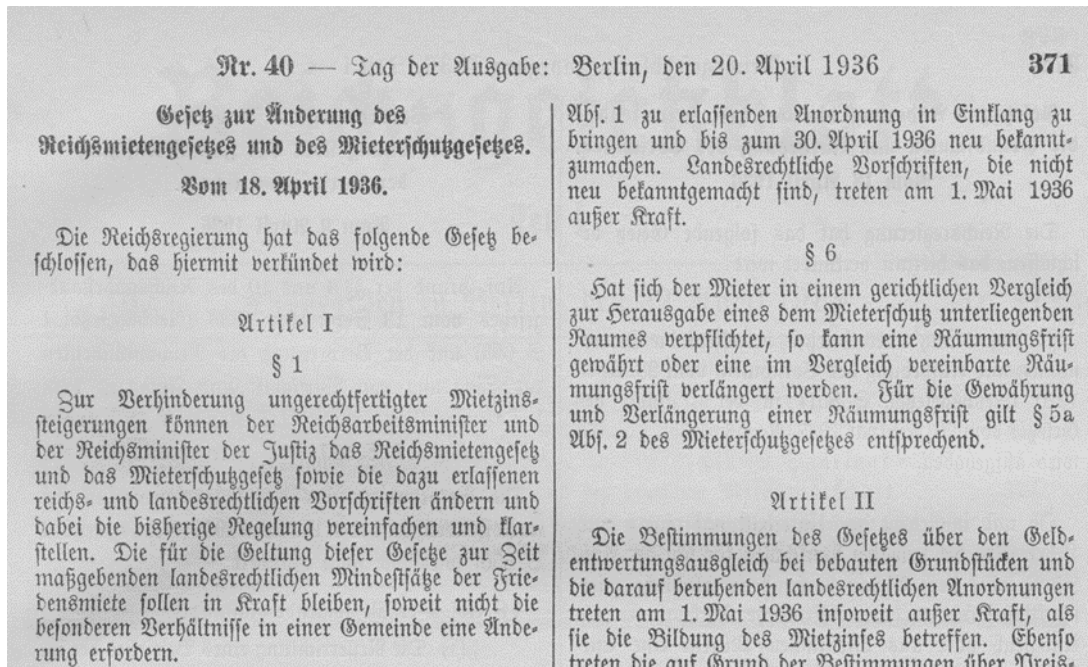 Nr. 40 — Tag der Ausgabe: Berlin, den 20. April 1936 371
Gesetz zur Änderung des
Reichsmietengesetzes und des Mieterschutzgesetzes.
Vom 18. April 1936.
Die Reichsregierung hat das folgende Gesetz be-
schlossen, das hiermit verkündet wird:
Artikel I
§ 1
Zur Verhinderung ungerechtfertigter Mietzins-
steigerungen können der Reichsarbeitsminister und
der Reichsminister der Justiz das Reichsmietengesetz
und das Mieterschutzgesetz sowie die dazu erlassenen
reichs- und landesrechtlichen Vorschriften ändern und
dabei die bisherige Regelung vereinfachen und klar-
stellen. Die für die Geltung dieser Gesetze zur Zeit
maßgebenden landesrechtlichen Mindestsätze der Frie-
densmiete sollen in Kraft bleiben, soweit nicht die
besonderen Verhältnisse in einer Gemeinde eine Ände-
rung erfordern.
Abs. 1 zu erlassenden Anordnung in Einklang zu
bringen und bis zum 30. April 1936 neu bekannt-
zumachen. Landesrechtliche Vorschriften, die nicht
neu bekanntgemacht sind, treten am 1. Mai 1936
außer Kraft.
§ 6
Hat sich der Mieter in einem gerichtlichen Vergleich
zur Herausgabe eines dem Mieterschutz unterliegenden
Raumes verpflichtet, so kann eine Räumungsfrist
gewährt oder eine im Vergleich vereinbarte Räu-
mungsfrist verlängert werden. Für die Gewährung
und Verlängerung einer Räumungsfrist gilt § 5a
Abs. 2 des Mieterschutzgesetzes entsprechend.
Artikel II
Die Bestimmungen des Gesetzes über den Geld-
entwertungsausgleich bei bebauten Grundstücken und
die darauf beruhenden landesrechtlichen Anordnungen
treten am 1. Mai 1936 insoweit außer Kraft, als
sie die Bildung des Mietzinses betreffen. Ebenso
treten die auf Grund der Bestimmungen über Preis-